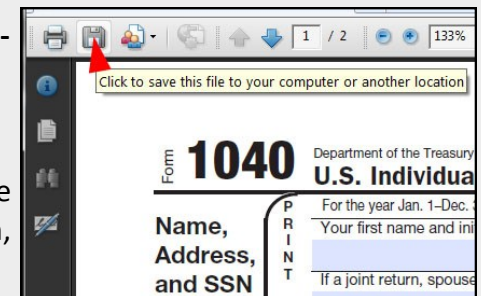 1 / 2 133%
Click to save this file to your computer or another location
Form 1040 Department of the Treasury
U.S. Individua
For the year Jan. 1–Dec. 3
Name,
Address,
and SSN
PRINT
Your first name and ini
If a joint return, spouse